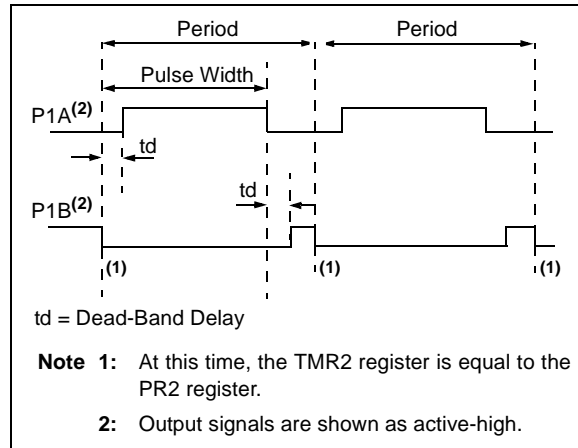 Period Period
Pulse Width
P1A(2)
td
td
P1B(2)
(1) (1) (1)
td = Dead-Band Delay
Note 1: At this time, the TMR2 register is equal to the
PR2 register.
2: Output signals are shown as active-high.